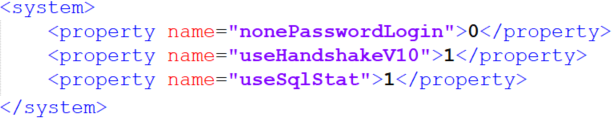 <system>
<property name="nonePasswordLogin">0</property>
<property name="useHandshakeV10">1</property>
<property name="useSqlStat">1</property>
</system>